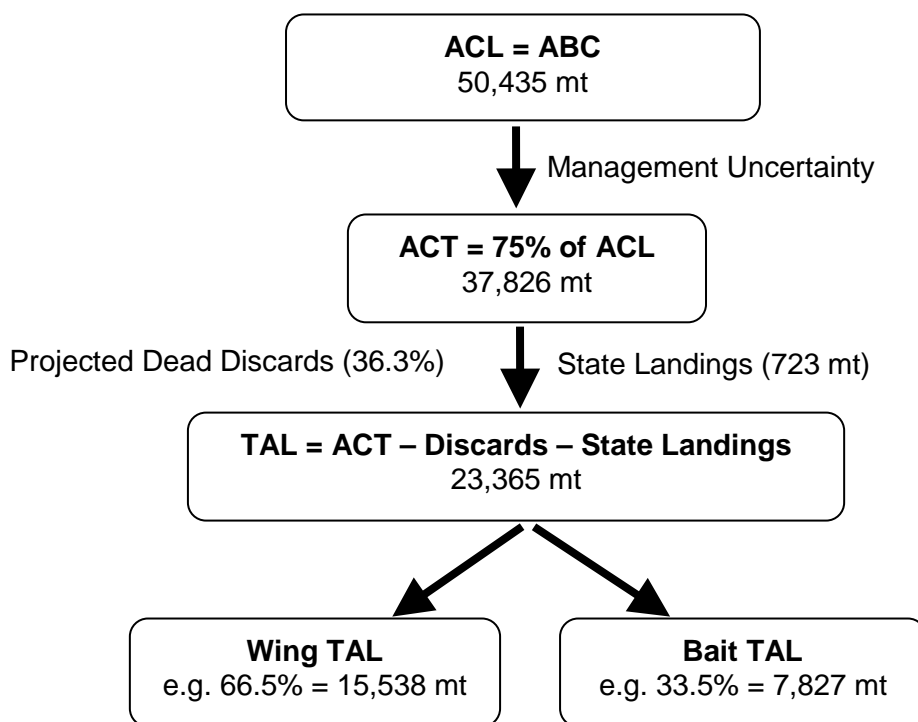 ACL = ABC
50,435 mt
Management Uncertainty
ACT = 75% of ACL
37,826 mt
Projected Dead Discards (36.3%)
State Landings (723 mt)
TAL = ACT – Discards – State Landings
23,365 mt
Wing TAL
e.g. 66.5% = 15,538 mt
Bait TAL
e.g. 33.5% = 7,827 mt